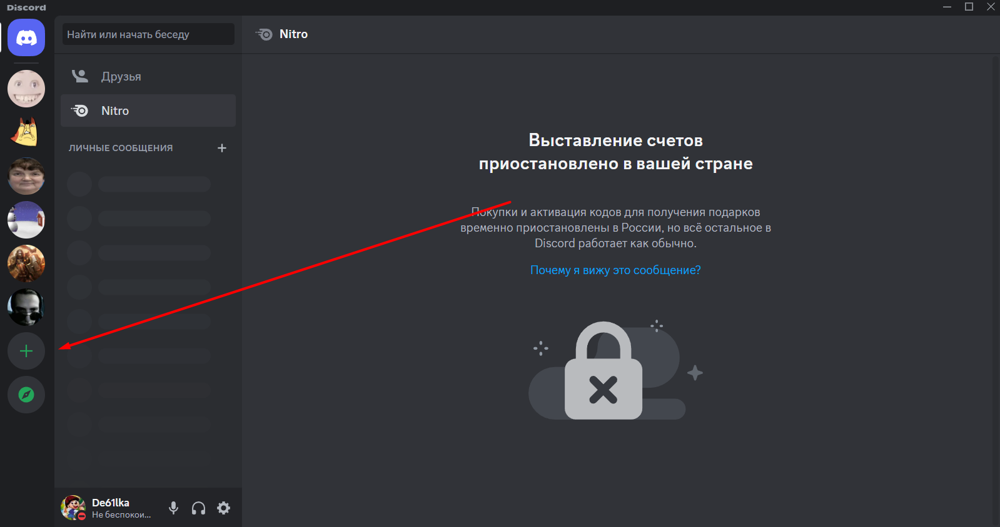 Discord
Найти или начать беседу
Nitro
Друзья
Nitro
ЛИЧНЫЕ СООБЩЕНИЯ
Выставление счетов
приостановлено в вашей стране
Покупки и активация кодов для получения подарков
временно приостановлены в России, но всё остальное в
Discord работает как обычно.
Почему я вижу это сообщение?
De61lka
Не беспокои...